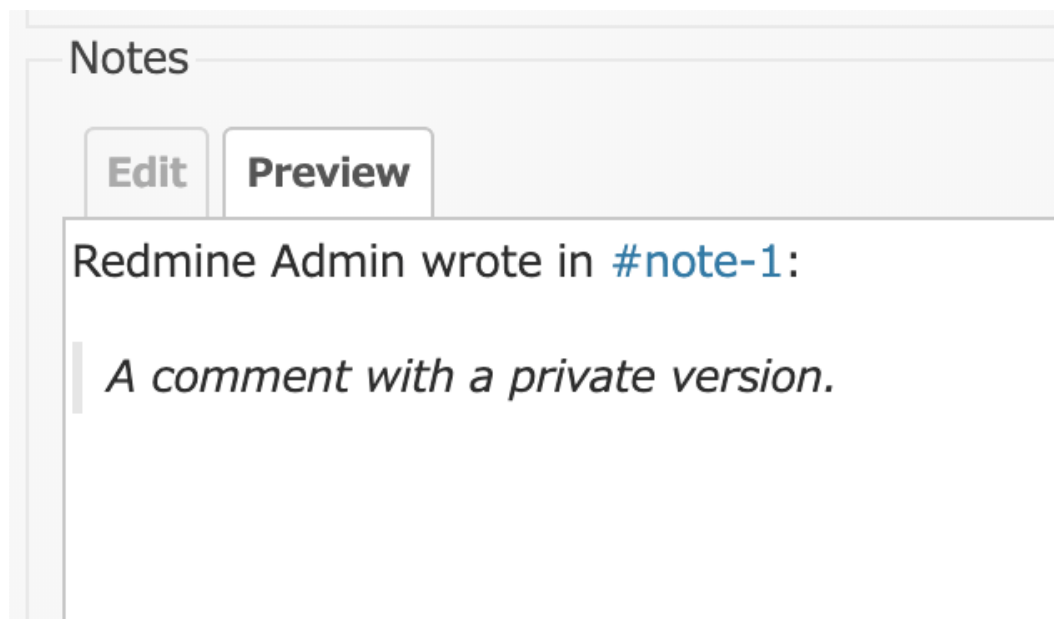 Notes
Edit Preview
Redmine Admin wrote in #note-1:
A comment with a private version.